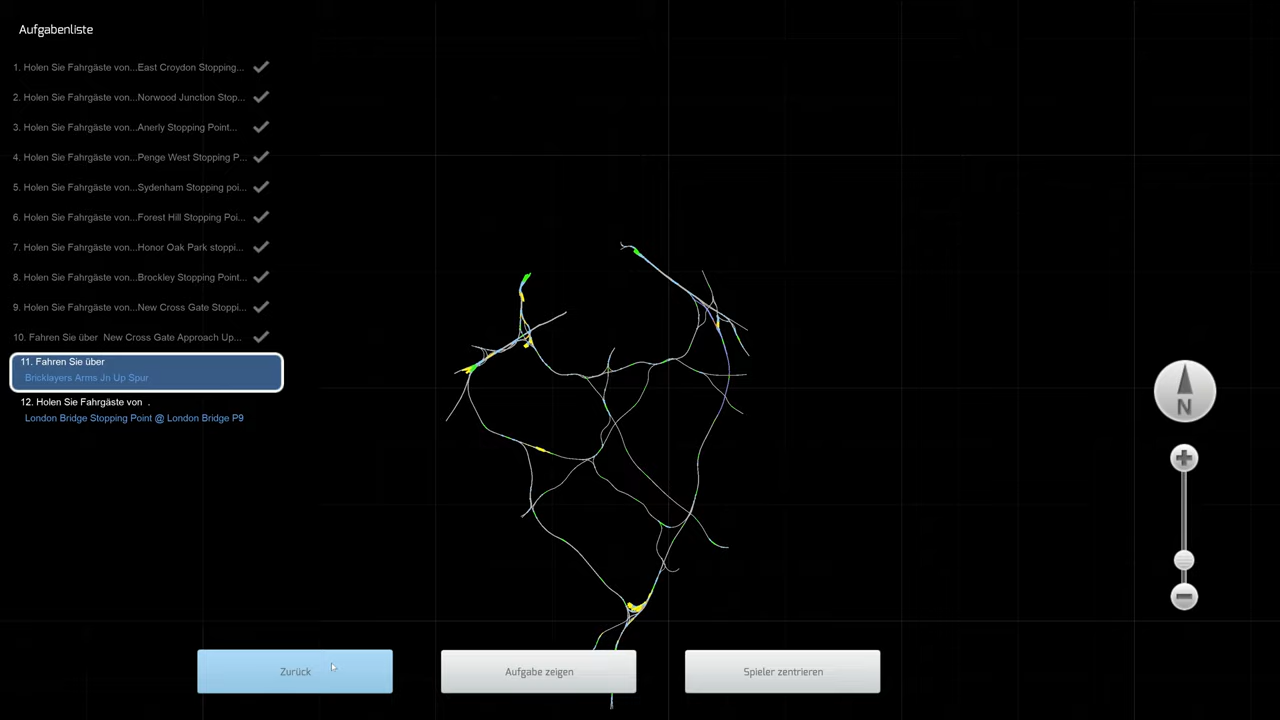 Aufgabenliste
1. Holen Sie Fahrgäste von...East Croydon Stopping...
2. Holen Sie Fahrgäste von...Norwood Junction Stop...
3. Holen Sie Fahrgäste von...Anerly Stopping Point...
4. Holen Sie Fahrgäste von...Penge West Stopping P...
5. Holen Sie Fahrgäste von...Sydenham Stopping poi...
6. Holen Sie Fahrgäste von...Forest Hill Stopping Poi...
7. Holen Sie Fahrgäste von...Honor Oak Park stoppi...
8. Holen Sie Fahrgäste von...Brockley Stopping Point...
9. Holen Sie Fahrgäste von...New Cross Gate Stoppi...
10. Fahren Sie über New Cross Gate Approach Up...
11. Fahren Sie über
Bricklayers Arms Jn Up Spur
12. Holen Sie Fahrgäste von .
London Bridge Stopping Point @ London Bridge P9
N
Zurück
Aufgabe zeigen
Spieler zentrieren